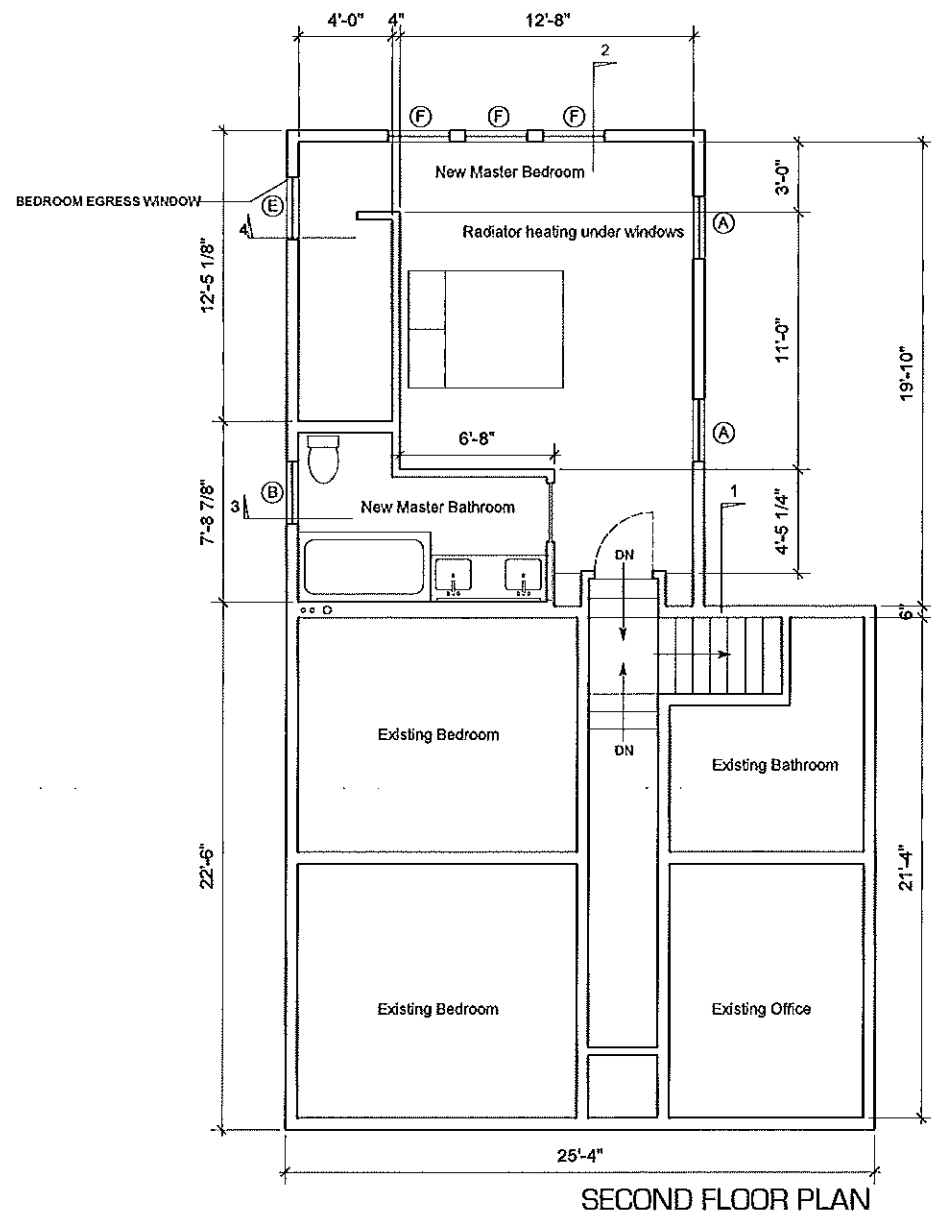 4'-0" 4" 12'-8"
2
F F F
New Master Bedroom
3'-0"
BEDROOM EGRESS WINDOW
E
A
4
Radiator heating under windows
12'-5 1/8"
11'-0"
19'-10"
A
6'-8"
B
3
New Master Bathroom
1
7'-8 7/8"
4'-5 1/4"
DN
6"
Existing Bedroom
DN
Existing Bathroom
22'-6"
21'-4"
Existing Bedroom
Existing Office
25'-4"
SECOND FLOOR PLAN